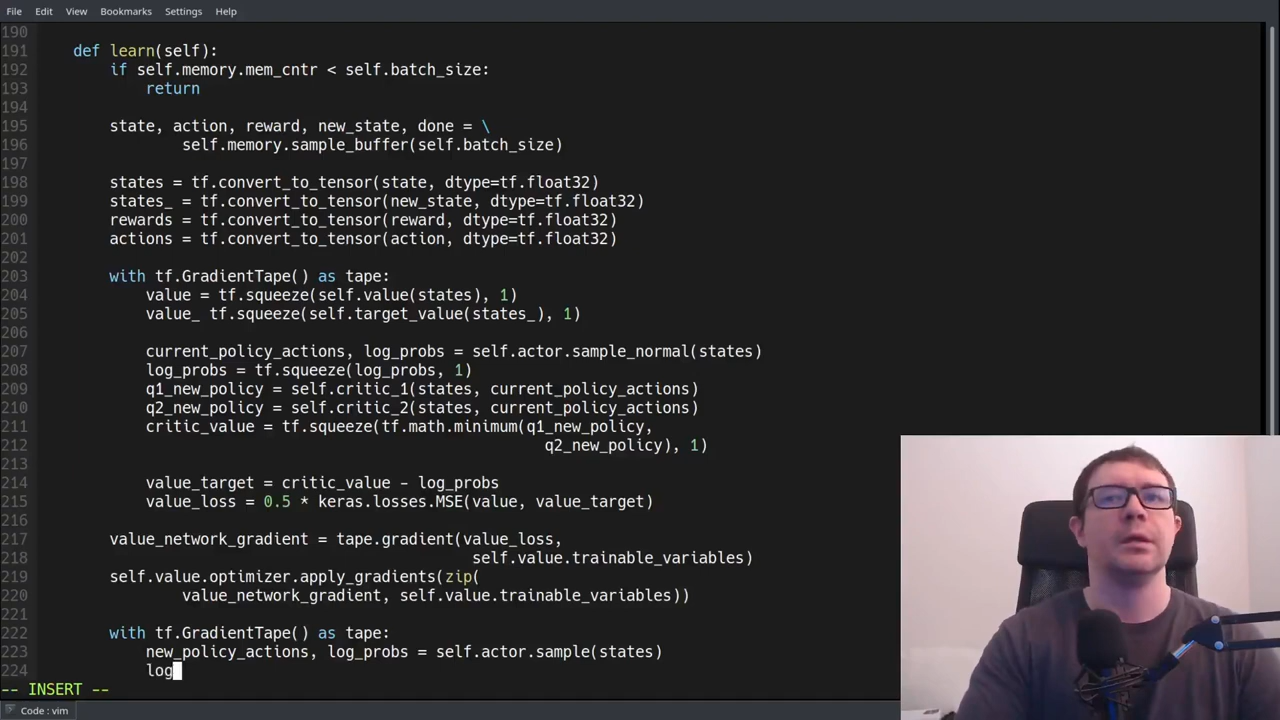 File Edit View Bookmarks Settings Help
190
191 def learn(self):
192 if self.memory.mem_cntr < self.batch_size:
193 return
194
195 state, action, reward, new_state, done = \
196 self.memory.sample_buffer(self.batch_size)
197
198 states = tf.convert_to_tensor(state, dtype=tf.float32)
199 states_ = tf.convert_to_tensor(new_state, dtype=tf.float32)
200 rewards = tf.convert_to_tensor(reward, dtype=tf.float32)
201 actions = tf.convert_to_tensor(action, dtype=tf.float32)
202
203 with tf.GradientTape() as tape:
204 value = tf.squeeze(self.value(states), 1)
205 value_ tf.squeeze(self.target_value(states_), 1)
206
207 current_policy_actions, log_probs = self.actor.sample_normal(states)
208 log_probs = tf.squeeze(log_probs, 1)
209 q1_new_policy = self.critic_1(states, current_policy_actions)
210 q2_new_policy = self.critic_2(states, current_policy_actions)
211 critic_value = tf.squeeze(tf.math.minimum(q1_new_policy,
212 q2_new_policy), 1)
213
214 value_target = critic_value - log_probs
215 value_loss = 0.5 * keras.losses.MSE(value, value_target)
216
217 value_network_gradient = tape.gradient(value_loss,
218 self.value.trainable_variables)
219 self.value.optimizer.apply_gradients(zip(
220 value_network_gradient, self.value.trainable_variables))
221
222 with tf.GradientTape() as tape:
223 new_policy_actions, log_probs = self.actor.sample(states)
224 log
-- INSERT --
Code : vim